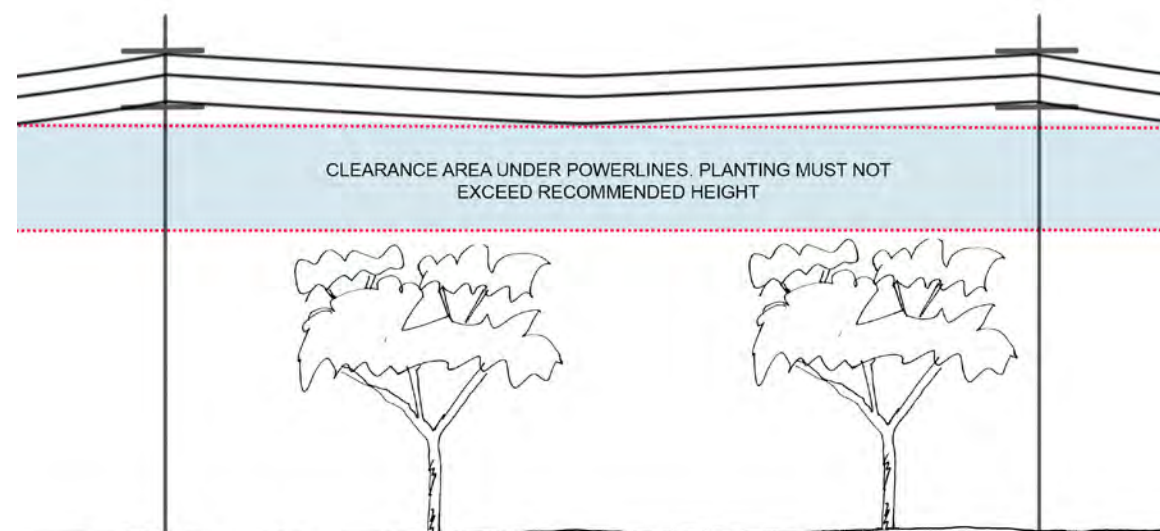 CLEARANCE AREA UNDER POWERLINES. PLANTING MUST NOT
EXCEED RECOMMENDED HEIGHT